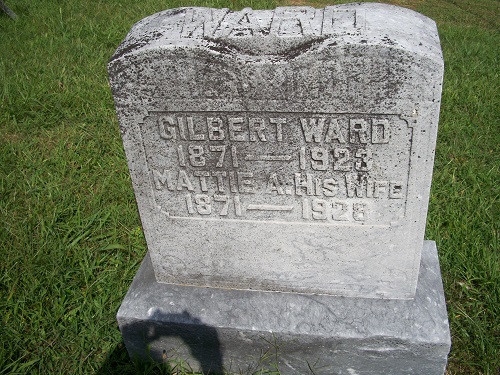 WARD
GILBERT WARD
1871 — 1923
MATTIE A. HIS WIFE
1871 — 1928